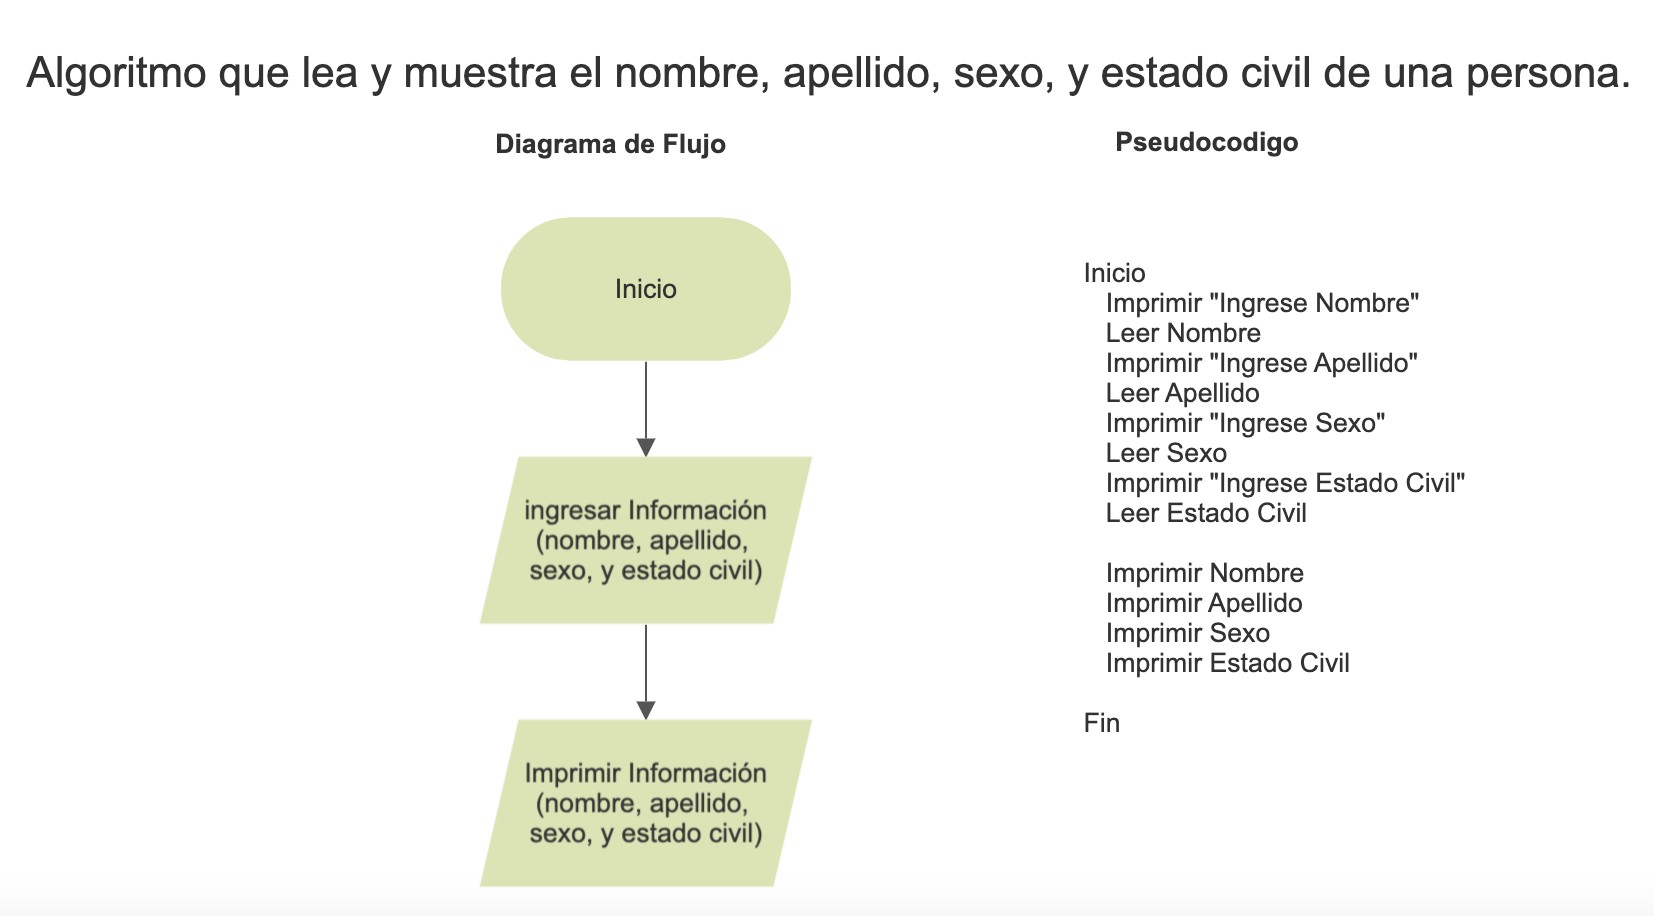 Algoritmo que lea y muestra el nombre, apellido, sexo, y estado civil de una persona.
Diagrama de Flujo
Inicio
ingresar Información
(nombre, apellido,
sexo, y estado civil)
Imprimir Información
(nombre, apellido,
sexo, y estado civil)
Pseudocodigo
Inicio
Imprimir "Ingrese Nombre"
Leer Nombre
Imprimir "Ingrese Apellido"
Leer Apellido
Imprimir "Ingrese Sexo"
Leer Sexo
Imprimir "Ingrese Estado Civil"
Leer Estado Civil
Imprimir Nombre
Imprimir Apellido
Imprimir Sexo
Imprimir Estado Civil
Fin